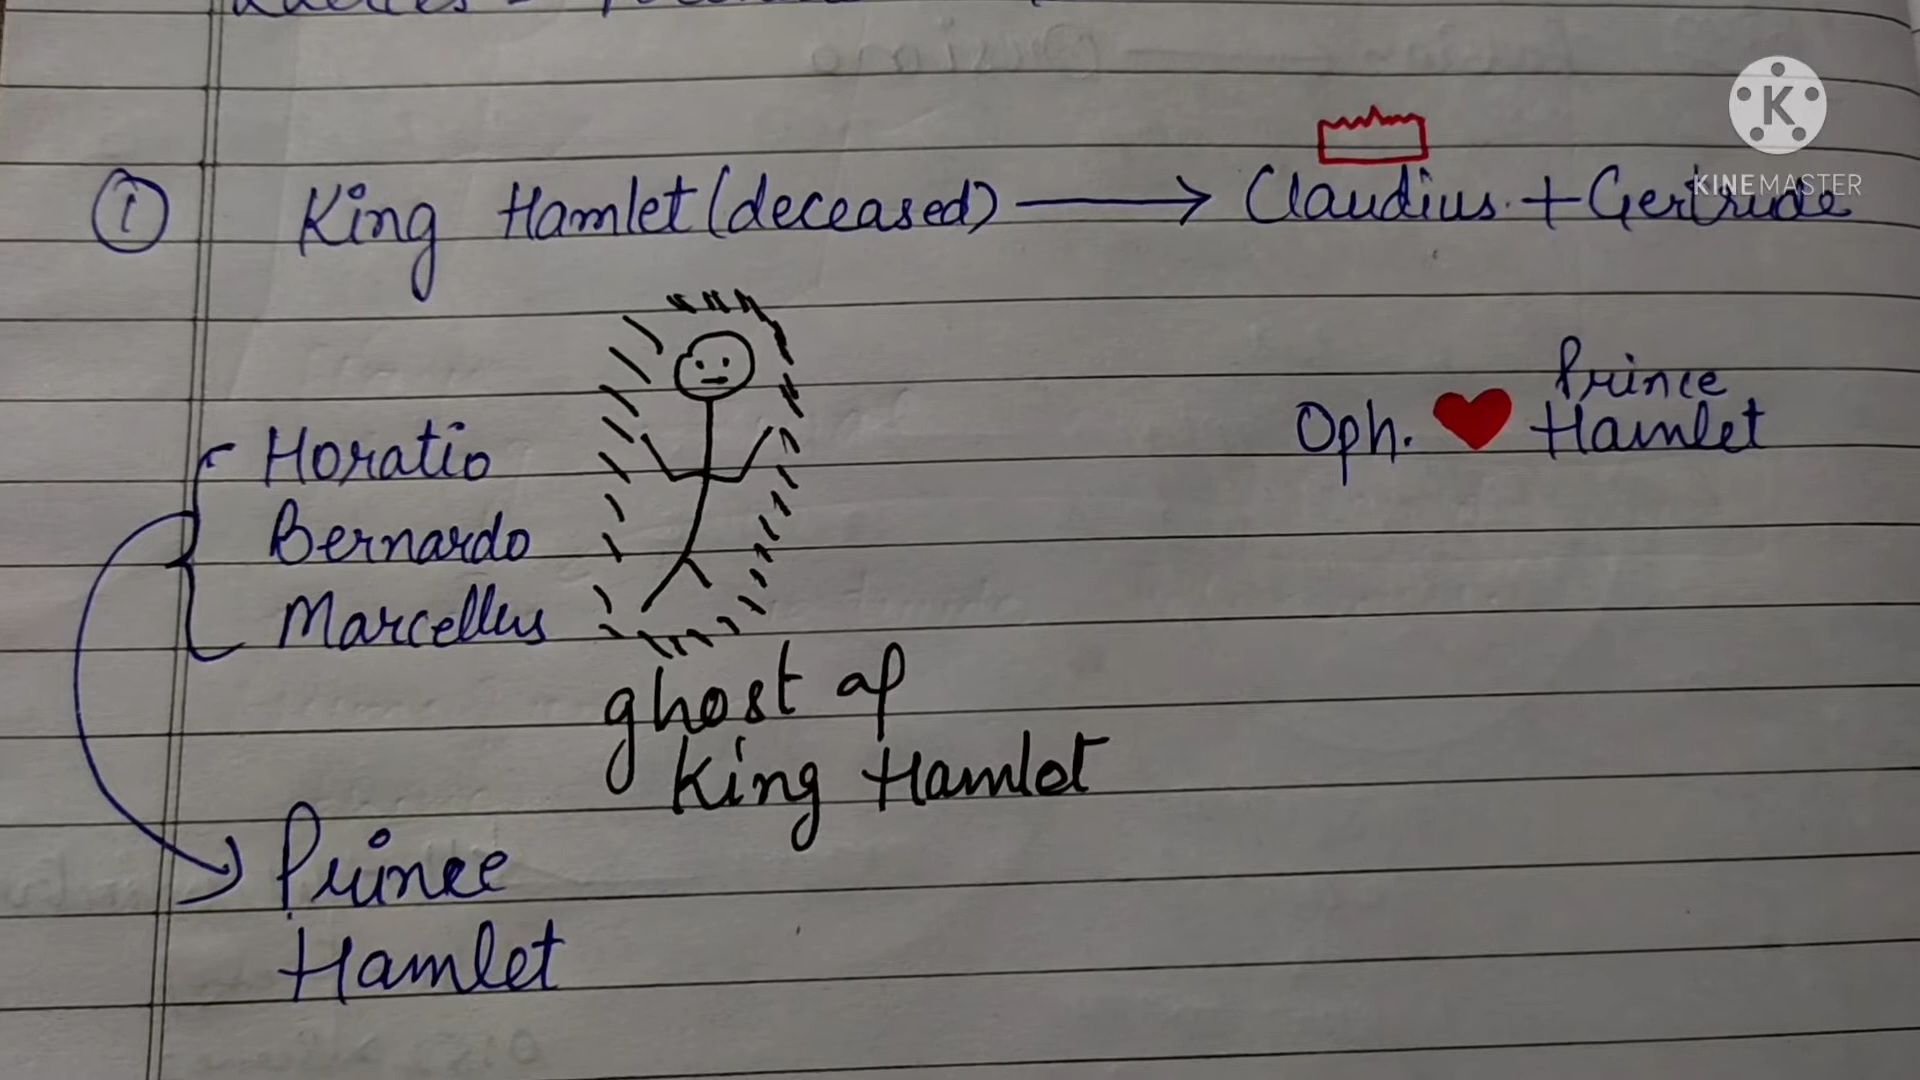 ① King Hamlet (deceased) → Claudius + Gertrude
KINEMASTER
Oph. ❤ Prince Hamlet
Horatio
Bernardo
Marcellus
ghost of
King Hamlet
Prince
Hamlet